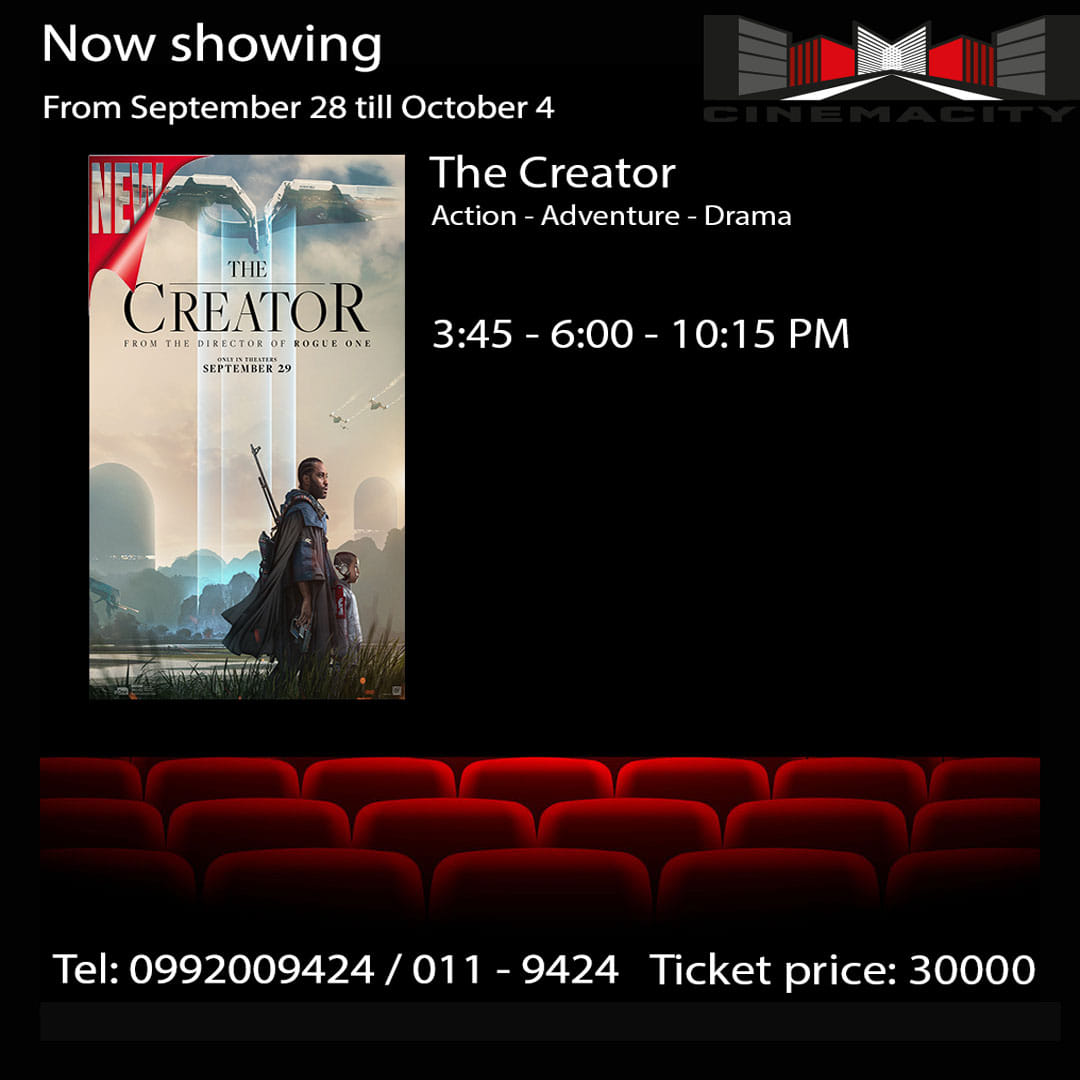 Now showing
From September 28 till October 4
CINEMACITY
NEW
THE
CREATOR
FROM THE DIRECTOR OF ROGUE ONE
ONLY IN THEATERS
SEPTEMBER 29
The Creator
Action - Adventure - Drama
3:45 - 6:00 - 10:15 PM
Tel: 0992009424 / 011 - 9424 Ticket price: 30000